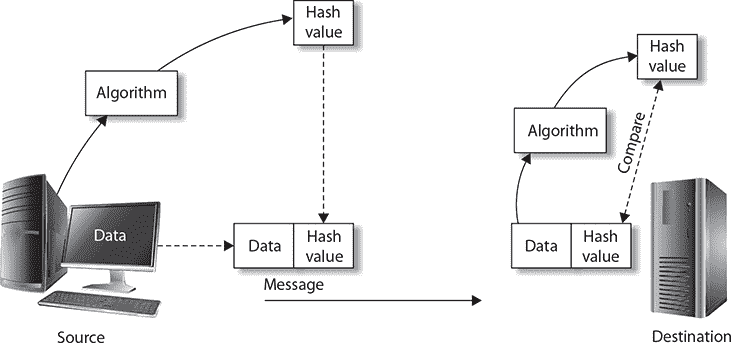 Hash
value
Algorithm
Data
Data
Hash
value
Message
Source
Hash
value
Algorithm
Compare
Data
Hash
value
Destination